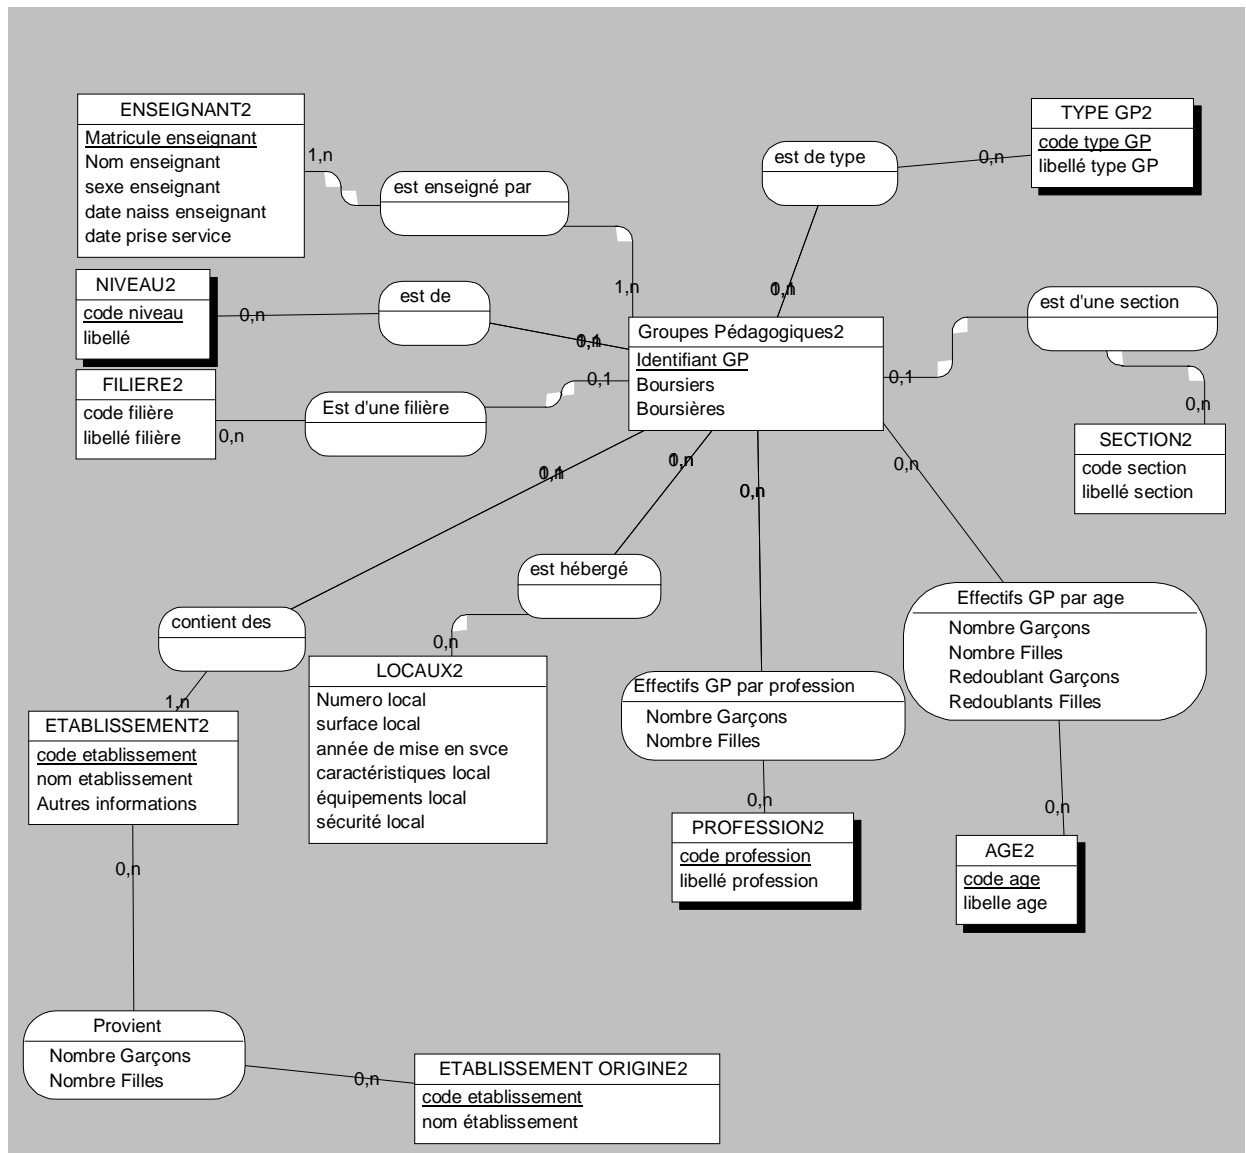 ENSEIGNANT2
Matricule enseignant
Nom enseignant
sexe enseignant
date naiss enseignant
date prise service
1,n
est enseigné par
1,n
est de type
0,n
TYPE GP2
code type GP
libellé type GP
NIVEAU2
code niveau
libellé
0,n
est de
FILIERE2
code filière
libellé filière
0,n
Est d'une filière
0,1
Groupes Pédagogiques2
Identifiant GP
Boursiers
Boursières
0,1
est d'une section
0,n
SECTION2
code section
libellé section
contient des
1,n
est hébergé
0,n
LOCAUX2
Numero local
surface local
année de mise en svce
caractéristiques local
équipements local
sécurité local
0,n
Effectifs GP par profession
Nombre Garçons
Nombre Filles
0,n
PROFESSION2
code profession
libellé profession
0,n
Effectifs GP par age
Nombre Garçons
Nombre Filles
Redoublant Garçons
Redoublants Filles
0,n
AGE2
code age
libelle age
ETABLISSEMENT2
code etablissement
nom etablissement
Autres informations
0,n
Provient
Nombre Garçons
Nombre Filles
0,n
ETABLISSEMENT ORIGINE2
code etablissement
nom établissement